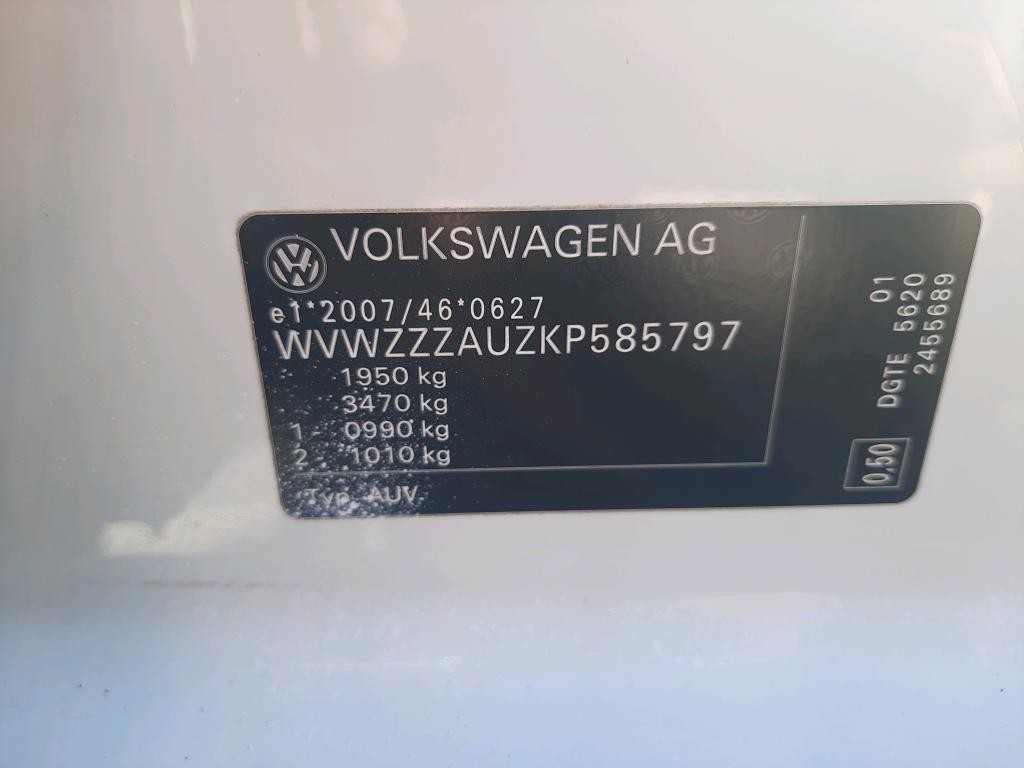 VOLKSWAGEN AG
e1*2007/46*0627
WVWZZZAUZKP585797
1950 kg
3470 kg
1- 0990 kg
2- 1010 kg
Typ. AUV
01
DGTE 5620
2455689
0,50